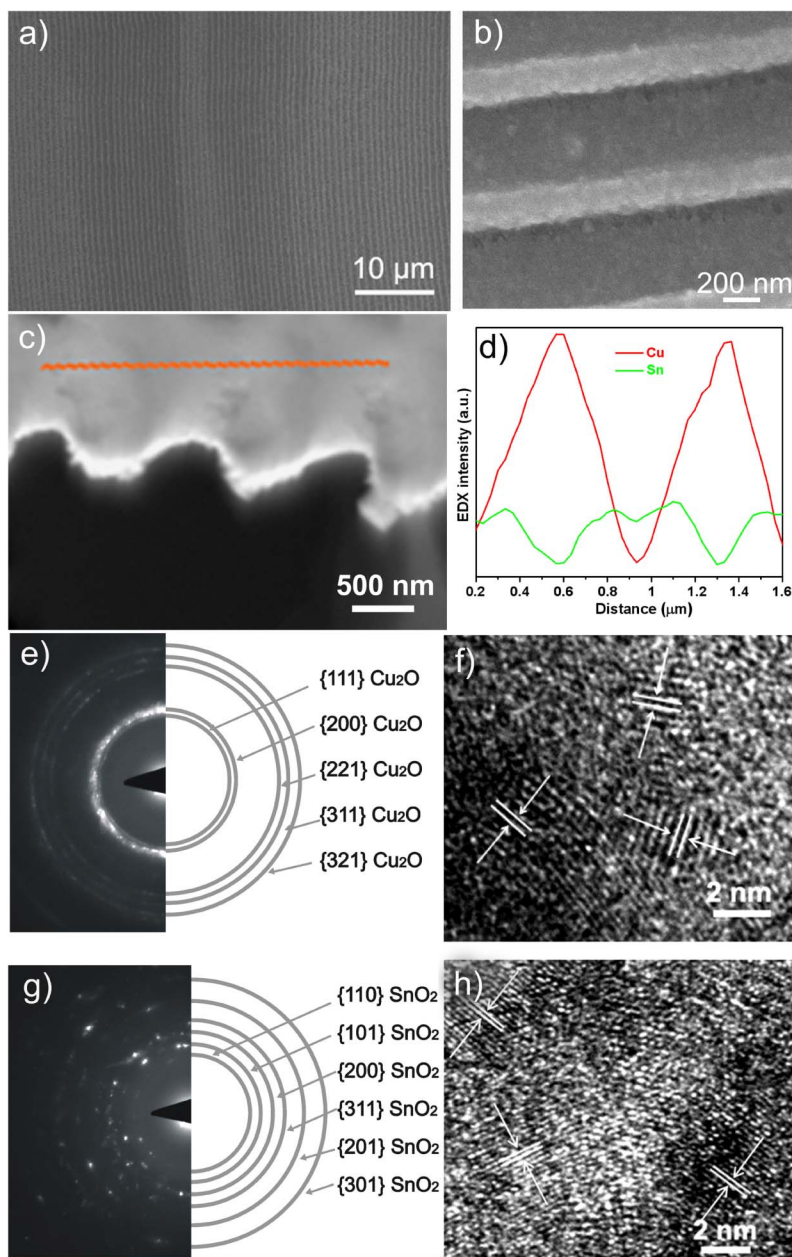 a)
10 µm
b)
200 nm
c)
500 nm
d)
Cu
Sn
EDX intensity (a.u.)
0.2 0.4 0.6 0.8 1 1.2 1.4 1.6
Distance (µm)
e)
{111} Cu₂O
{200} Cu₂O
{221} Cu₂O
{311} Cu₂O
{321} Cu₂O
f)
2 nm
g)
{110} SnO₂
{101} SnO₂
{200} SnO₂
{311} SnO₂
{201} SnO₂
{301} SnO₂
h)
2 nm